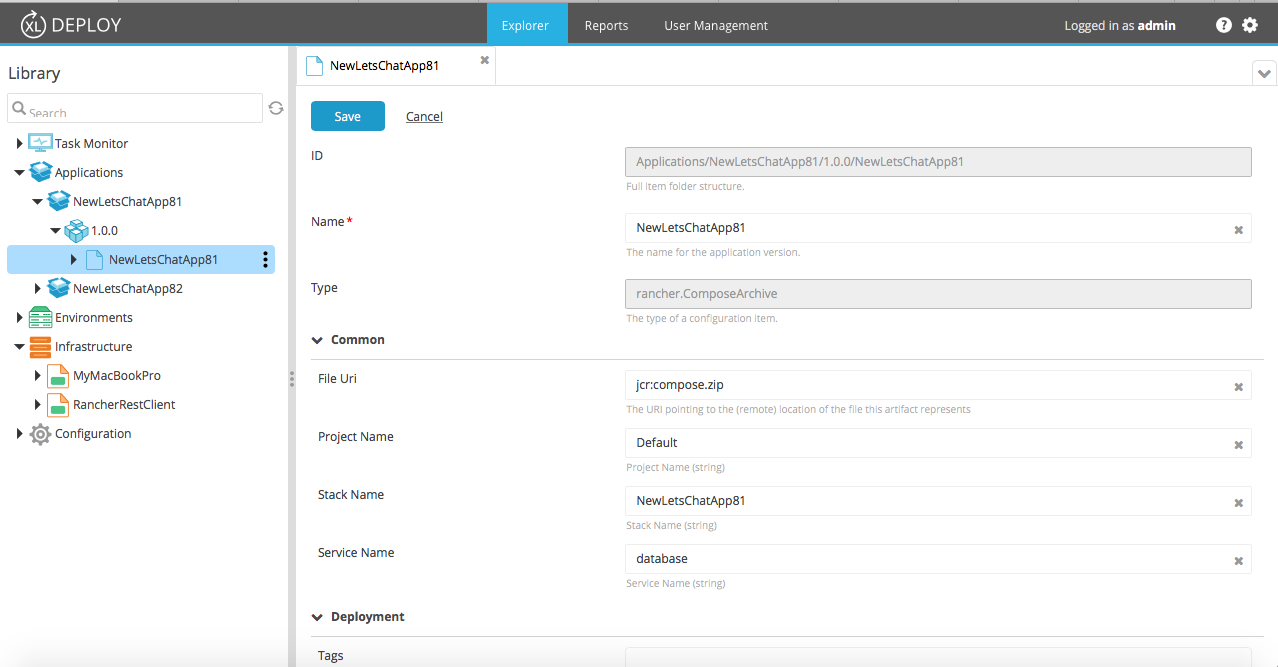 XL DEPLOY
Explorer
Reports
User Management
Logged in as admin
?
Library
Search
Task Monitor
Applications
NewLetsChatApp81
1.0.0
NewLetsChatApp81
NewLetsChatApp82
Environments
Infrastructure
MyMacBookPro
RancherRestClient
Configuration
NewLetsChatApp81
Save
Cancel
ID
Applications/NewLetsChatApp81/1.0.0/NewLetsChatApp81
Full item folder structure.
Name*
NewLetsChatApp81
The name for the application version.
Type
rancher.ComposeArchive
The type of a configuration item.
Common
File Uri
jcr:compose.zip
The URI pointing to the (remote) location of the file this artifact represents
Project Name
Default
Project Name (string)
Stack Name
NewLetsChatApp81
Stack Name (string)
Service Name
database
Service Name (string)
Deployment
Tags